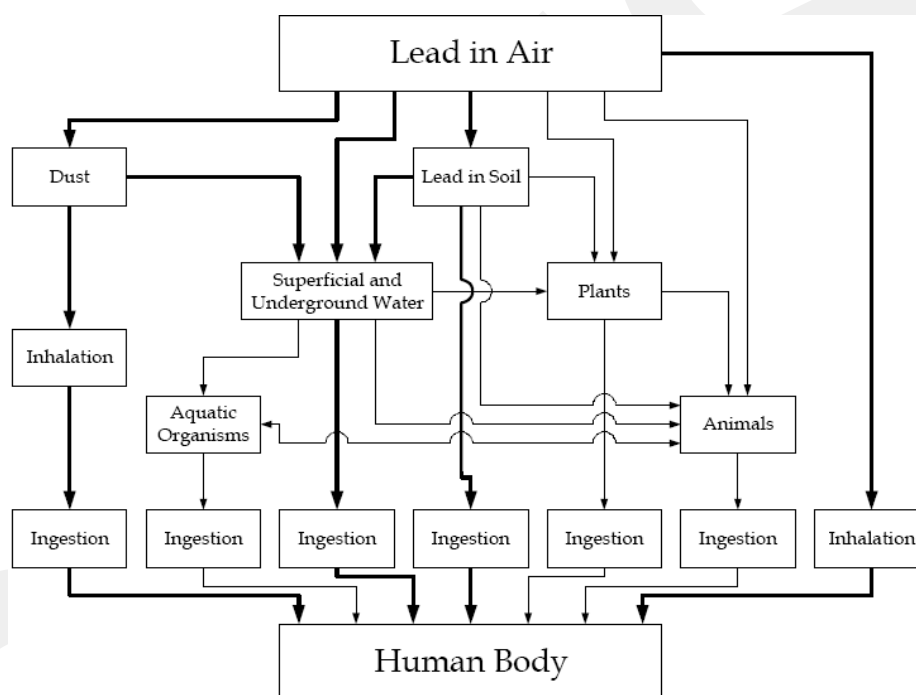 Lead in Air
Dust
Lead in Soil
Superficial and
Underground Water
Plants
Inhalation
Aquatic
Organisms
Animals
Ingestion
Ingestion
Ingestion
Ingestion
Ingestion
Ingestion
Inhalation
Human Body